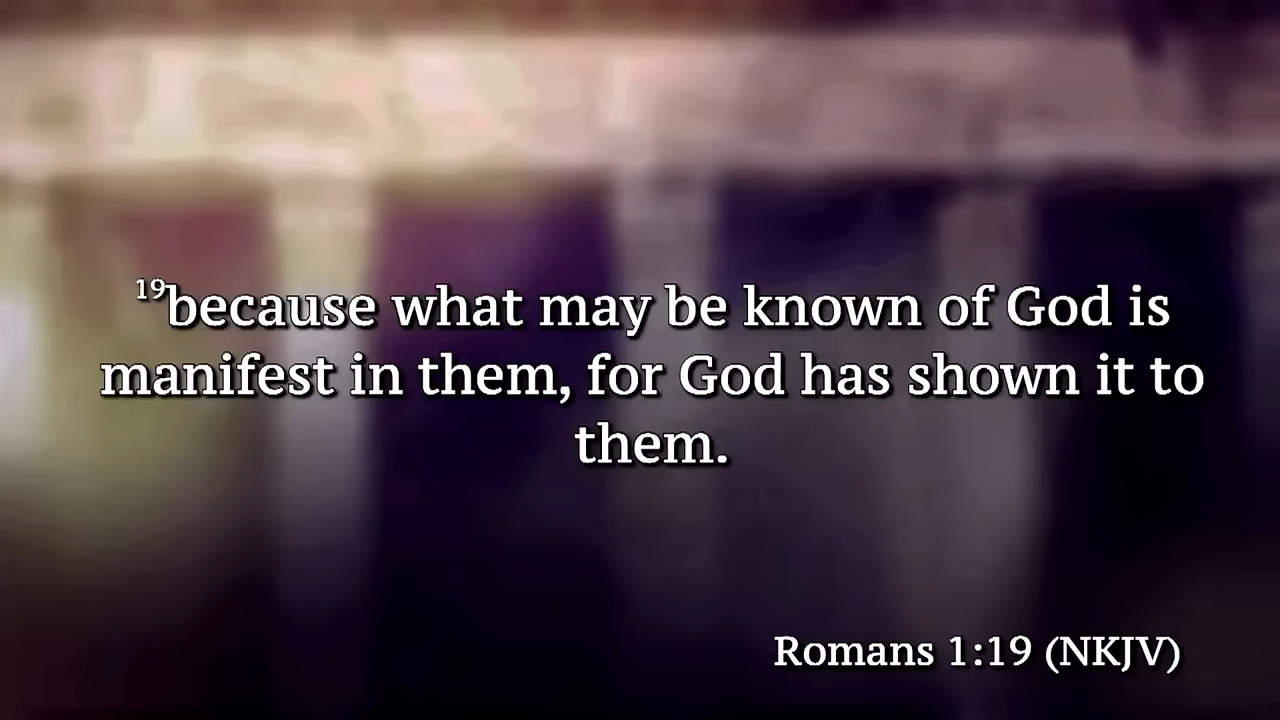 19because what may be known of God is
manifest in them, for God has shown it to
them.
Romans 1:19 (NKJV)